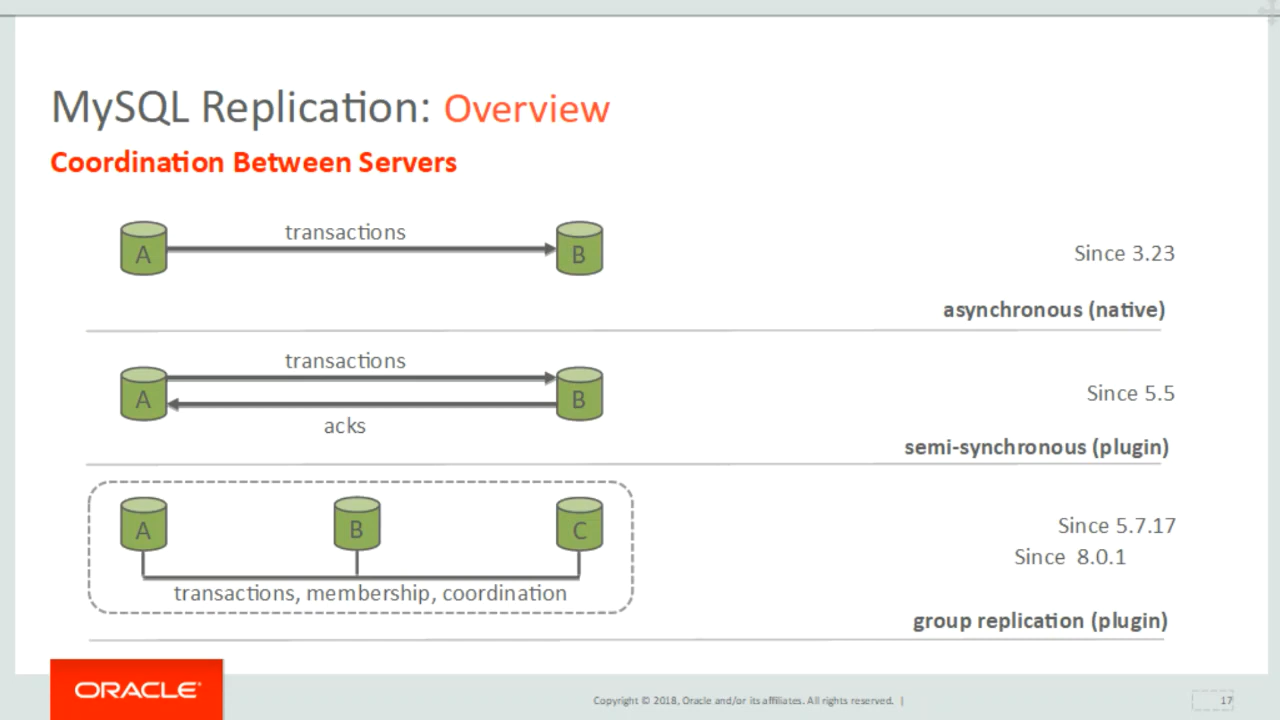 MySQL Replication: Overview
Coordination Between Servers
transactions
A
B
Since 3.23
asynchronous (native)
transactions
A
B
Since 5.5
acks
semi-synchronous (plugin)
A
B
C
Since 5.7.17
Since 8.0.1
transactions, membership, coordination
group replication (plugin)
ORACLE
Copyright © 2018, Oracle and/or its affiliates. All rights reserved. |
17